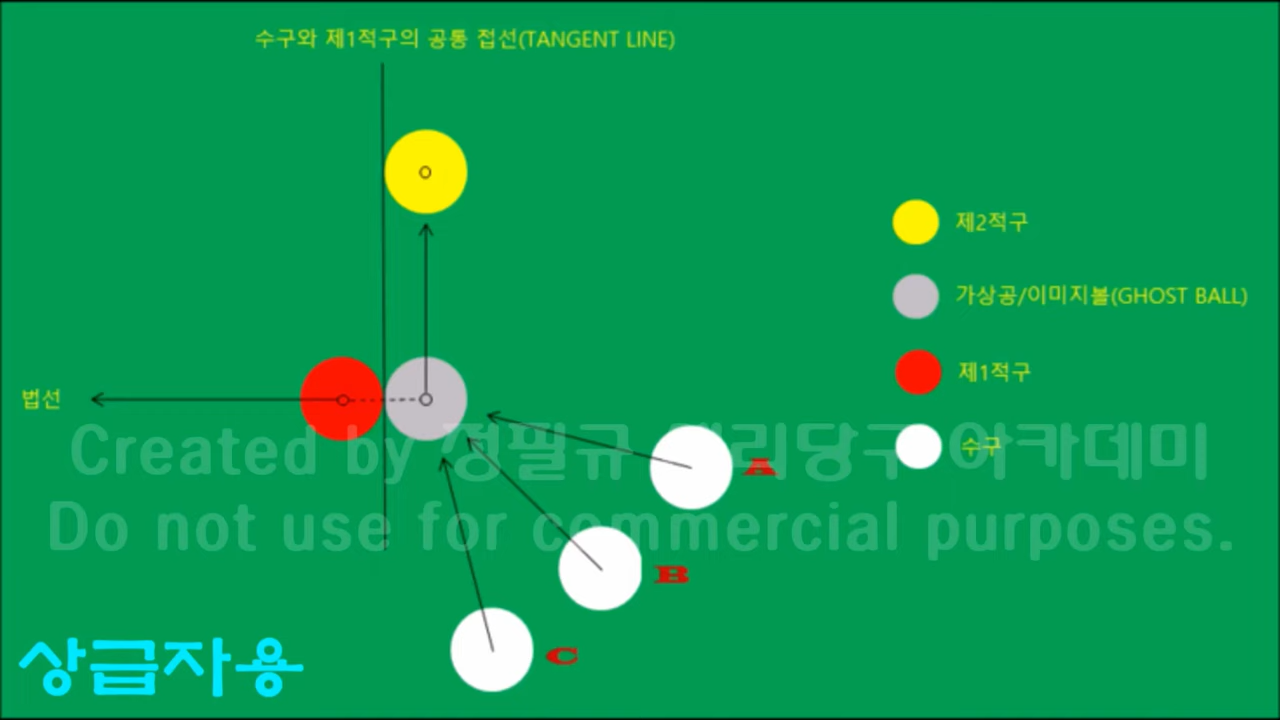 수구와 제1적구의 공통 접선(TANGENT LINE)
제2적구
가상공/이미지볼(GHOST BALL)
제1적구
법선
수구
A
B
C
Created by 정필규 캐리당구 아카데미
Do not use for commercial purposes.
상급자용